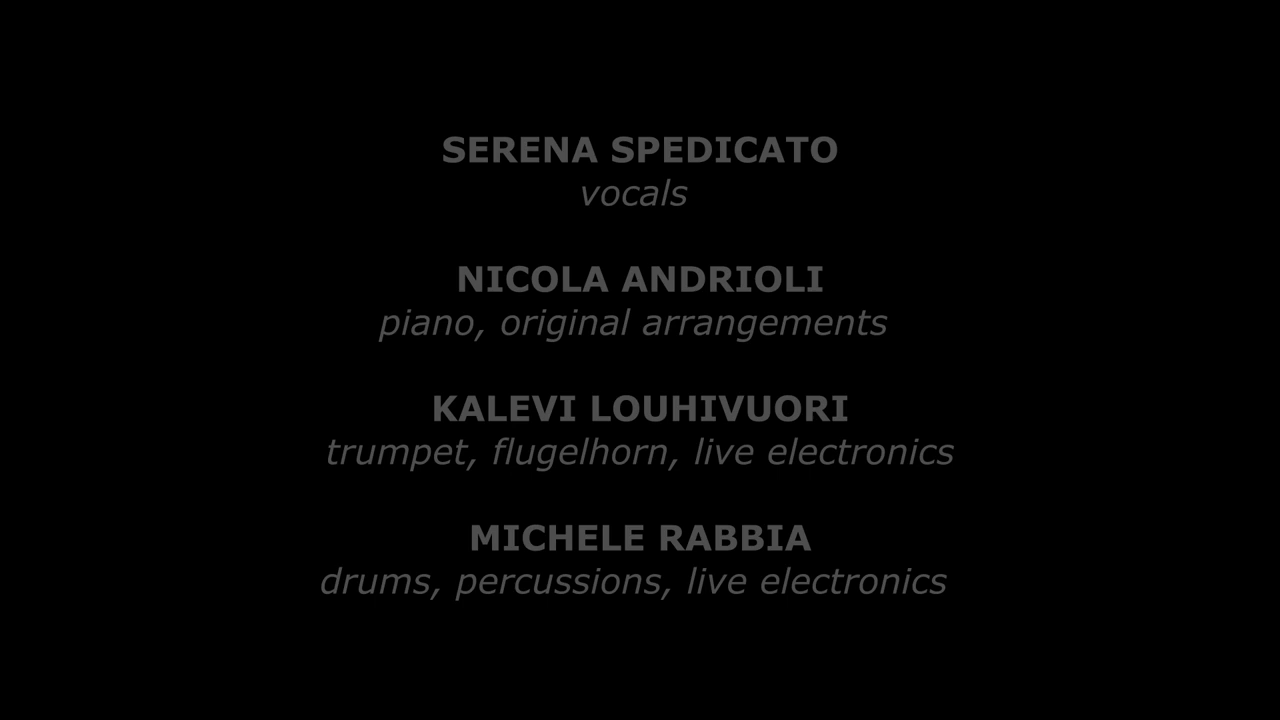 SERENA SPEDICATO
vocals
NICOLA ANDRIOLI
piano, original arrangements
KALEVI LOUHIVUORI
trumpet, flugelhorn, live electronics
MICHELE RABBIA
drums, percussions, live electronics